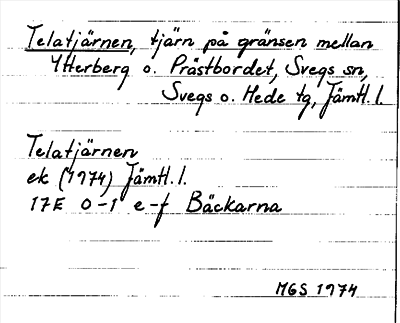 Telatjärnen, tjärn på gränsen mellan
Ytterberg o. Prästbordet, Svegs sn,
Svegs o. Hede tg, Jämtl. l.
Telatjärnen
ek (1974) Jämtl. l.
17E 0-1 e-f Bäckarna
MGS 1974